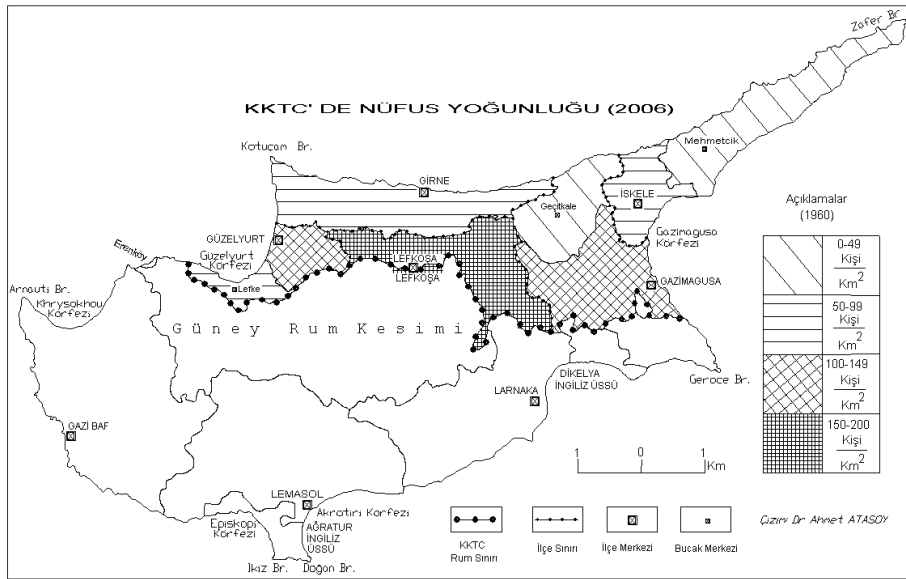 Zafer Br.
KKTC' DE NÜFUS YOĞUNLUĞU (2006)
Mehmetcik
Koruçam Br.
GİRNE
İSKELE
Geçitkale
Açıklamalar
(1960)
Gazimagusa
Körfezi
GÜZELYURT
Güzelyurt
Körfezi
LEFKOŞA
LEFKOŞA
Erenköy
GAZİMAGUSA
Lefke
Arnauti Br.
Khrysokhou
Körfezi
Güney Rum Kesimi
0-49
Kişi
Km2
50-99
Kişi
Km2
100-149
Kişi
Km2
150-200
Kişi
Km2
DİKELYA
İNGİLİZ ÜSSÜ
Geroce Br.
LARNAKA
GAZİ BAF
1 0 1
Km
LEMASOL
Akrotiri Körfezi
Episkopi
Körfezi
AĞRATUR
İNGİLİZ
ÜSSÜ
İkiz Br.
Doğan Br.
KKTC
Rum Sınırı
İlçe Sınırı
İlçe Merkezi
Bucak Merkezi
Çizim: Dr Ahmet ATASOY